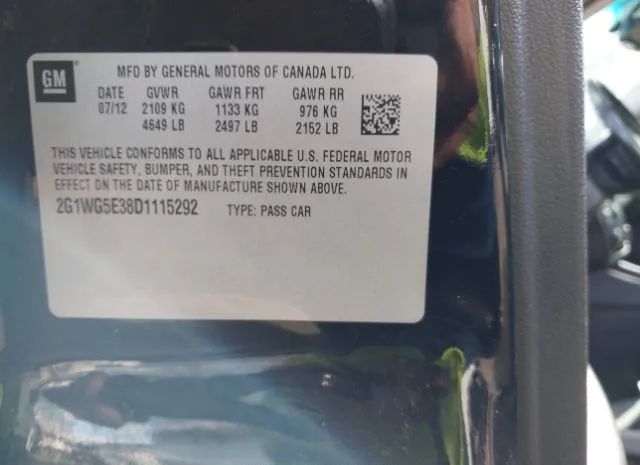 GM
MFD BY GENERAL MOTORS OF CANADA LTD.
DATE GVWR GAWR FRT GAWR RR
07/12 2109 KG 1133 KG 976 KG
4649 LB 2497 LB 2152 LB
THIS VEHICLE CONFORMS TO ALL APPLICABLE U.S. FEDERAL MOTOR
VEHICLE SAFETY, BUMPER, AND THEFT PREVENTION STANDARDS IN
EFFECT ON THE DATE OF MANUFACTURE SHOWN ABOVE.
2G1WG5E38D1115292 TYPE: PASS CAR